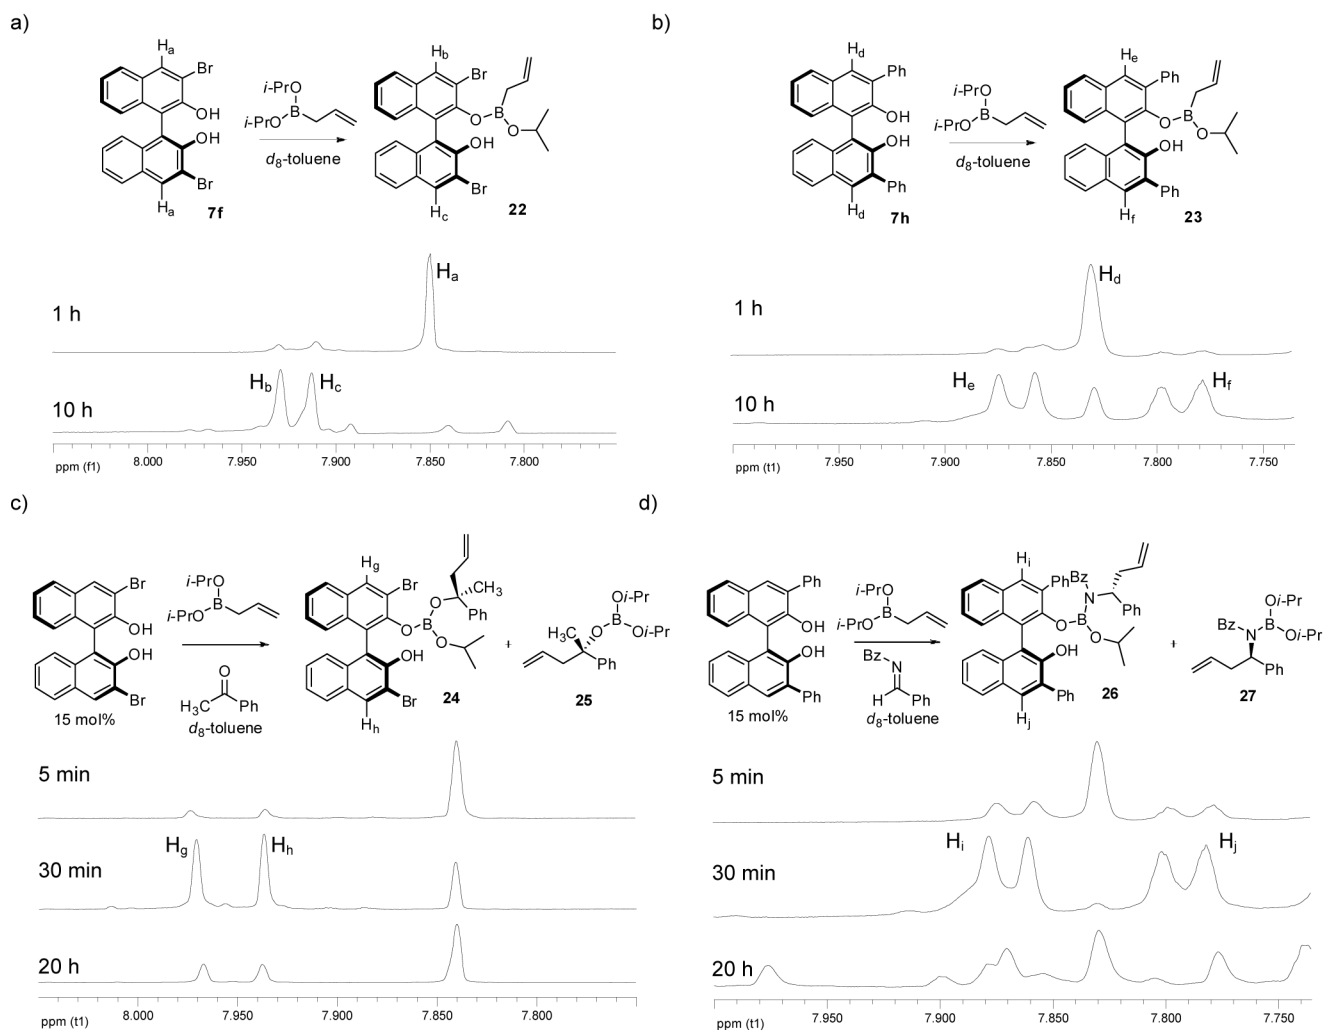 a)
Ha
Br
OH
OH
Br
Ha
7f
i-PrO
B
i-PrO
d8-toluene
Hb
Br
O
B
O
OH
Br
Hc
22
1 h
Ha
10 h
Hb
Hc
ppm (f1)
8.000
7.950
7.900
7.850
7.800
b)
Hd
Ph
OH
OH
Ph
Hd
7h
i-PrO
B
i-PrO
d8-toluene
He
Ph
O
B
O
OH
Ph
Hf
23
1 h
Hd
10 h
He
Hf
ppm (t1)
7.950
7.900
7.850
7.800
7.750
c)
Br
OH
OH
Br
15 mol%
i-PrO
B
i-PrO
O
H3C
Ph
d8-toluene
Hg
Br
CH3
O
Ph
O
B
O
OH
Br
Hh
24
+
Oi-Pr
B
H3C
O
Oi-Pr
Ph
25
5 min
30 min
Hg
Hh
20 h
ppm (t1)
8.000
7.950
7.900
7.850
7.800
d)
Ph
OH
OH
Ph
15 mol%
i-PrO
B
i-PrO
Bz
N
H
Ph
d8-toluene
Hi
Bz
Ph
N
Ph
O
B
O
OH
Ph
Hj
26
+
Oi-Pr
Bz
N
B
Oi-Pr
Ph
27
5 min
30 min
Hi
Hj
20 h
ppm (t1)
7.950
7.900
7.850
7.800
7.750